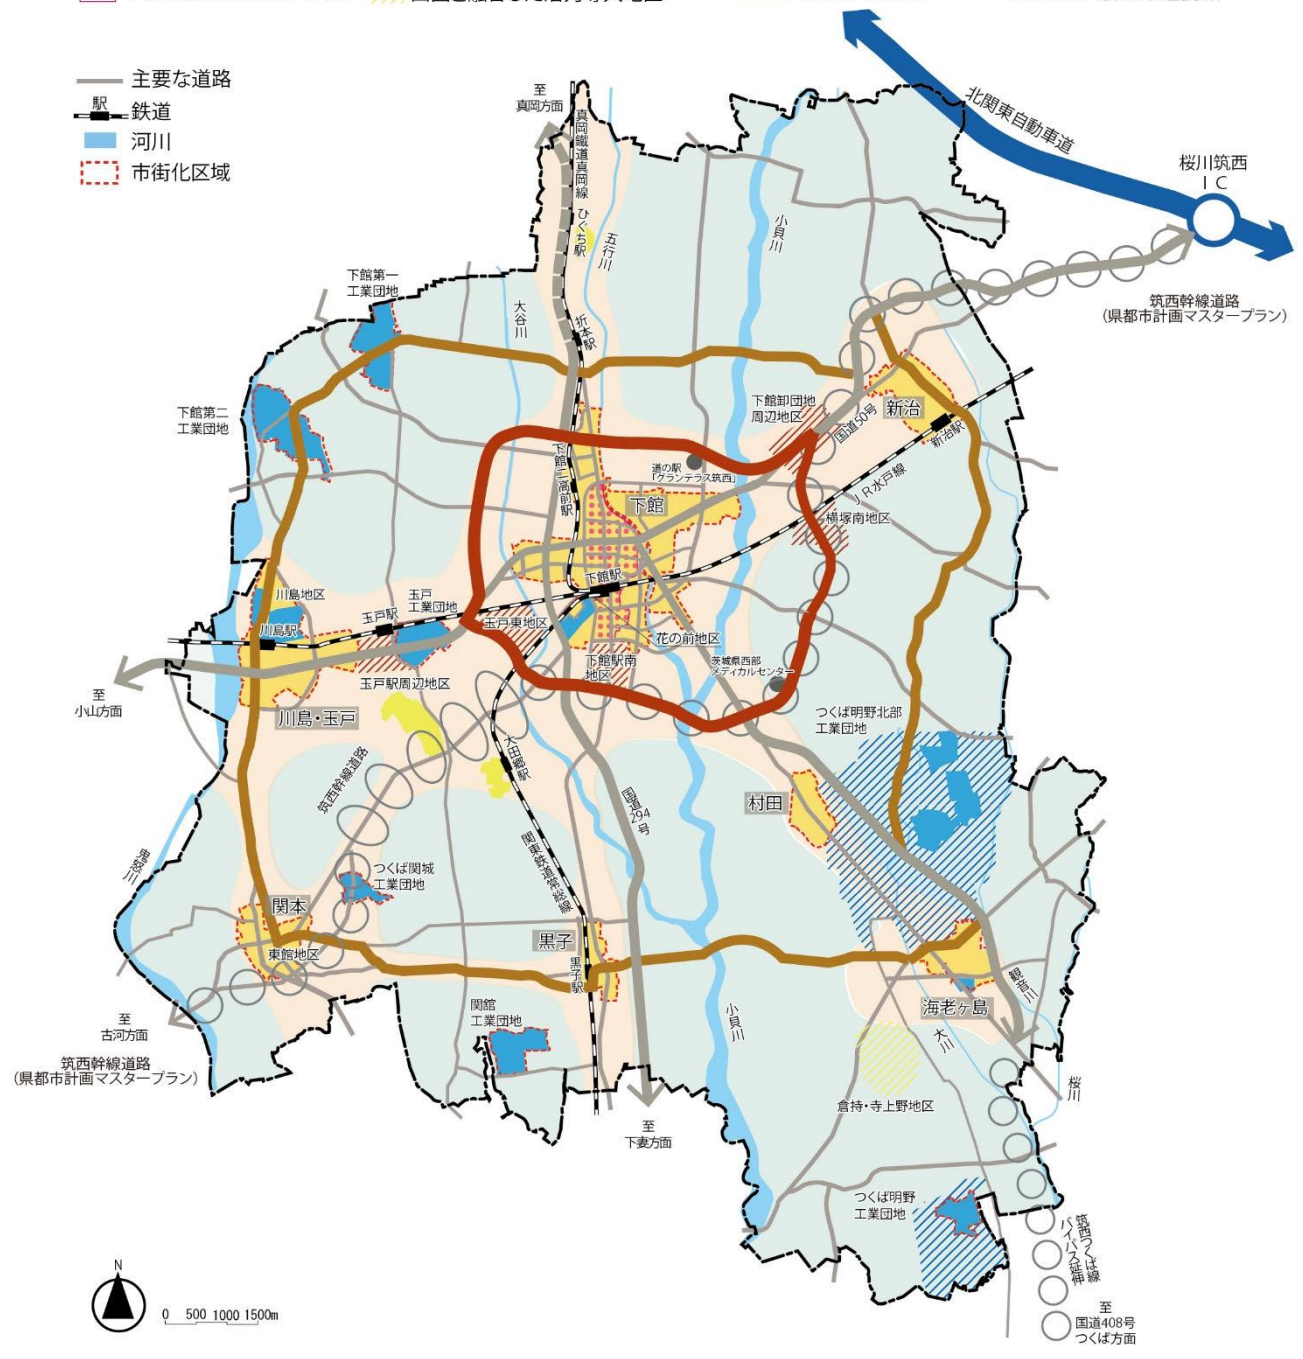 主要な道路
駅
鉄道
河川
市街化区域
至
真岡方面
北関東自動車道
桜川筑西
IC
真岡鐵道真岡線
ひぐち駅
五行川
小貝川
下館第一
工業団地
大谷川
折本駅
筑西幹線道路
(県都市計画マスタープラン)
下館第二
工業団地
下館卸団地
周辺地区
国道50号
新治
新治駅
下館二高前駅
道の駅
「グランテラス筑西」
JR水戸線
下館
横塚南地区
川島地区
川島駅
玉戸駅
玉戸
工業団地
下館駅
玉戸東地区
花の前地区
下館駅南
地区
茨城県西部
メディカルセンター
玉戸駅周辺地区
至
小山方面
川島・玉戸
つくば明野北部
工業団地
筑西幹線道路
大田郷駅
国道
294
号
村田
鬼怒川
関東鉄道常総線
つくば関城
工業団地
関本
東館地区
黒子
黒子駅
観音川
海老ヶ島
関舘
工業団地
小貝川
大川
至
古河方面
筑西幹線道路
(県都市計画マスタープラン)
桜川
倉持・寺上野地区
至
下妻方面
つくば明野
工業団地
筑西つくば線
バイパス延伸
N
0 500 1000 1500m
至
国道408号
つくば方面